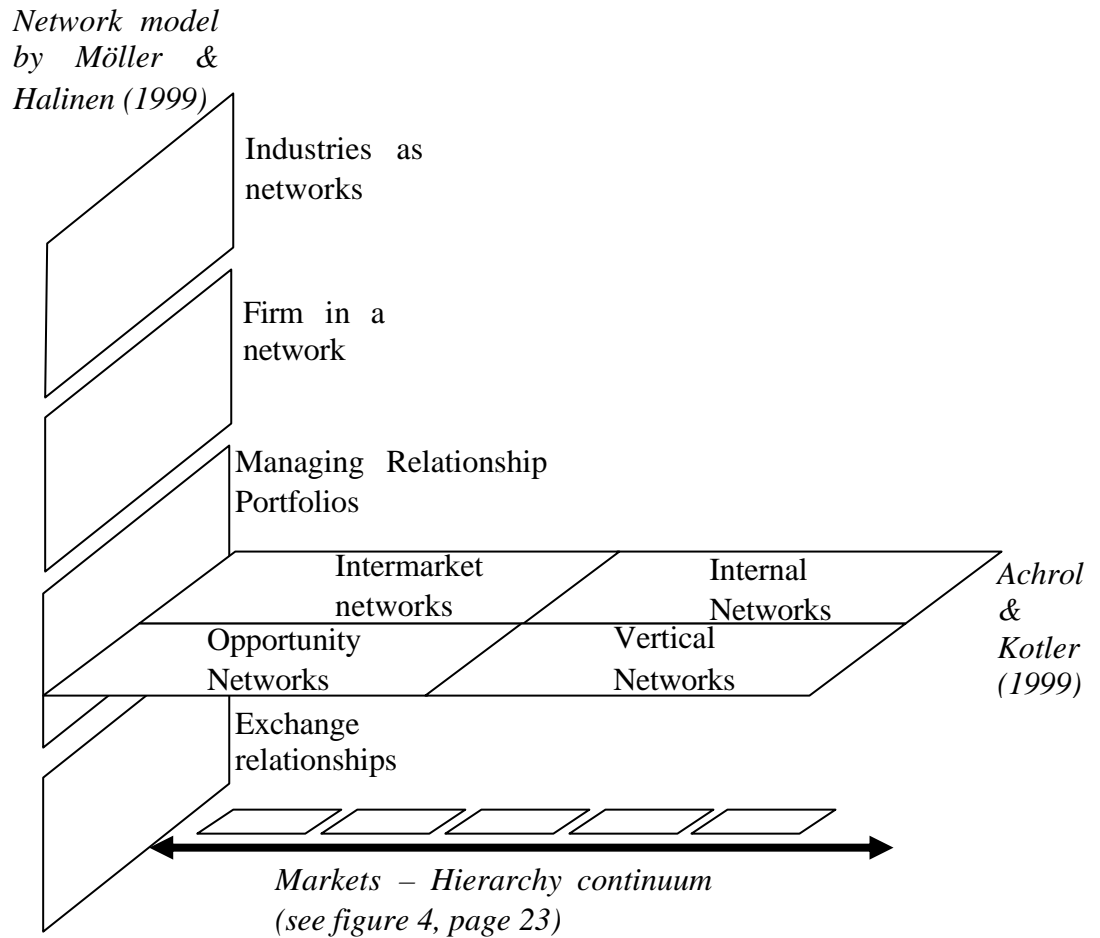 Network model
by Möller &
Halinen (1999)
Industries as
networks
Firm in a
network
Managing Relationship
Portfolios
Intermarket
networks
Internal
Networks
Opportunity
Networks
Vertical
Networks
Achrol
&
Kotler
(1999)
Exchange
relationships
Markets – Hierarchy continuum
(see figure 4, page 23)